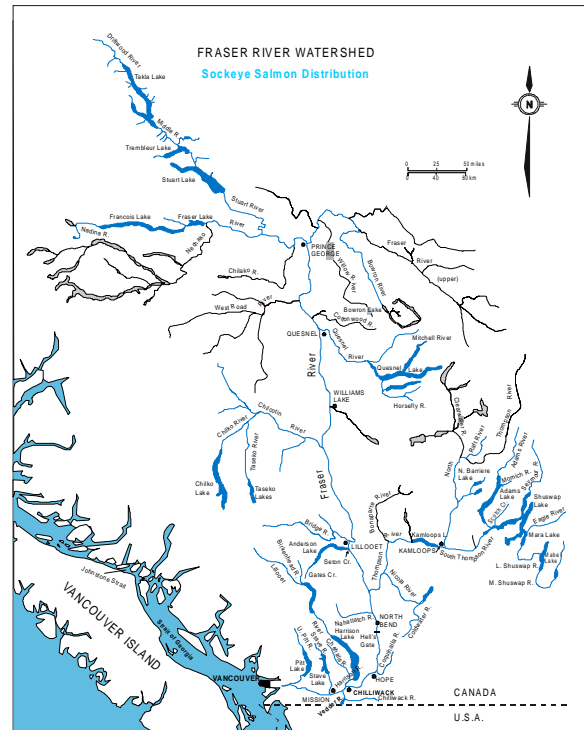 FRASER RIVER WATERSHED
Sockeye Salmon Distribution
Driftwood River
Takla Lake
N
Middle R.
Trembleur Lake
0 25 50 miles
0 40 80 km
Stuart Lake
Stuart River
Francois Lake
Fraser Lake
River
Nadina R.
Nechako
PRINCE
GEORGE
Fraser
River
(upper)
Willow River
Bowron River
Chilako R.
West Road
River
Bowron Lake
Cottonwood R.
QUESNEL
Quesnel
River
Mitchell River
Quesnel
Lake
River
Horsefly R.
WILLIAMS
LAKE
Chilcotin
River
Chilko River
Taseko River
Clearwater R.
Raft River
Thompson
River
North
Adams River
Momich R.
Seymour R.
N. Barriere
Lake
Chilko
Lake
Taseko
Lakes
Fraser
Bonaparte River
Adams
Lake
Scotch Cr.
Shuswap
Lake
Eagle River
Bridge R.
Anderson
Lake
LILLOOET
Seton Cr.
River
Kamloops L.
KAMLOOPS
South Thompson River
Mara Lake
Mabel
Lake
L. Shuswap R.
M. Shuswap R.
Birkenhead R.
Lillooet
Gates Cr.
Thompson
Nicola River
Johnstone Strait
Strait of Georgia
VANCOUVER ISLAND
River
Stave R.
U. Pitt R.
Chehalis R.
Nahatlatch R.
NORTH
BEND
Harrison
Lake
Hell's
Gate
Coldwater R.
Coquihalla R.
Pitt
Lake
Stave
Lake
HOPE
VANCOUVER
MISSION
CHILLIWACK
Vedder R.
Chilliwack R.
CANADA
U.S.A.